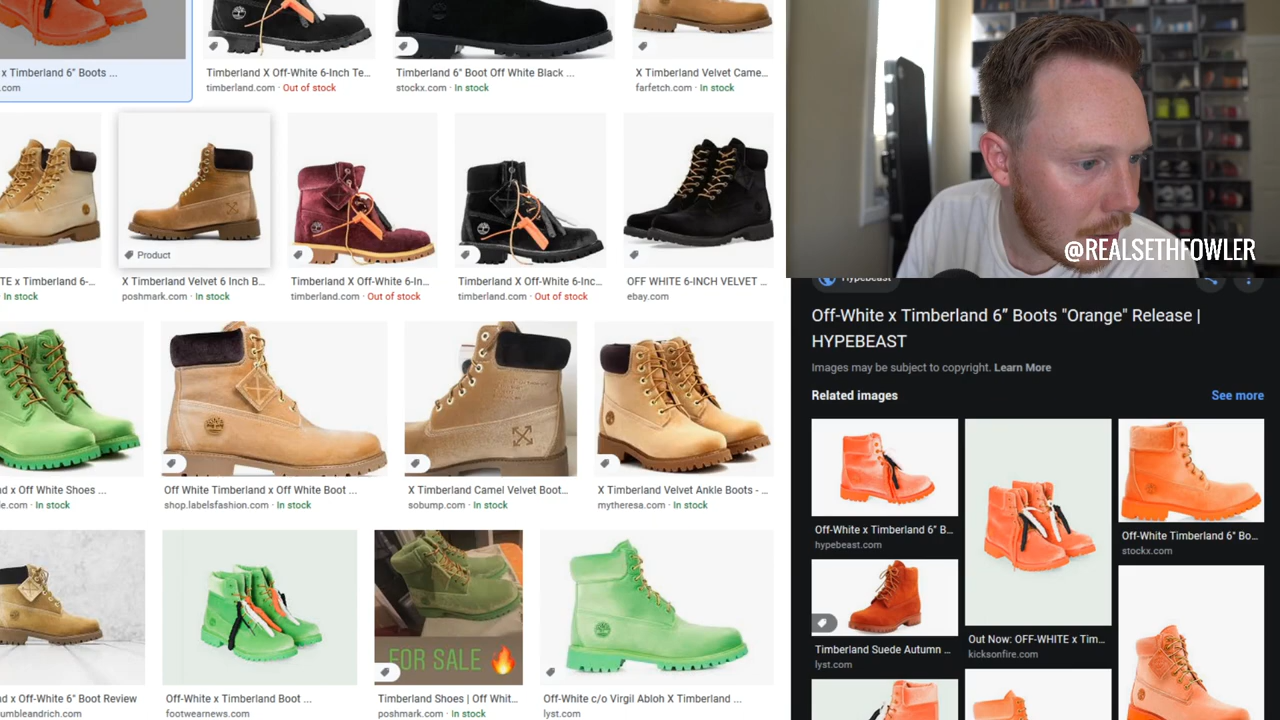 x Timberland 6" Boots ...
.com
Timberland X Off-White 6-Inch Te...
timberland.com · Out of stock
Timberland 6" Boot Off White Black ...
stockx.com · In stock
X Timberland Velvet Came...
farfetch.com · In stock
@REALSETHFOWLER
Product
TE x Timberland 6-...
· In stock
X Timberland Velvet 6 Inch B...
poshmark.com · In stock
Timberland X Off-White 6-In...
timberland.com · Out of stock
Timberland X Off-White 6-Inc...
timberland.com · Out of stock
OFF WHITE 6-INCH VELVET ...
ebay.com
Hypebeast
Off-White x Timberland 6” Boots "Orange" Release |
HYPEBEAST
Images may be subject to copyright. Learn More
Related images
See more
d x Off White Shoes ...
e.com · In stock
Off White Timberland x Off White Boot ...
shop.labelsfashion.com · In stock
X Timberland Camel Velvet Boot...
sobump.com · In stock
X Timberland Velvet Ankle Boots - ...
mytheresa.com · In stock
Off-White x Timberland 6” B...
hypebeast.com
Off-White Timberland 6" Bo...
stockx.com
Timberland Suede Autumn ...
lyst.com
Out Now: OFF-WHITE x Tim...
kicksonfire.com
FOR SALE
d x Off-White 6" Boot Review
umbleandrich.com
Off-White x Timberland Boot ...
footwearnews.com
Timberland Shoes | Off Whit...
poshmark.com · In stock
Off-White c/o Virgil Abloh X Timberland ...
lyst.com